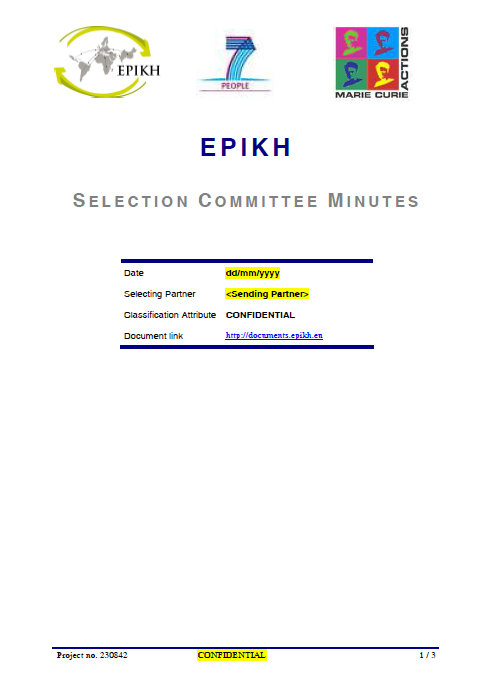 EPIKH
7
PEOPLE
MARIE CURIE
ACTIONS
EPIKH
SELECTION COMMITTEE MINUTES
Date dd/mm/yyyy
Selecting Partner <Sending Partner>
Classification Attribute CONFIDENTIAL
Document link http://documents.epikh.eu
Project no. 230842 CONFIDENTIAL 1 / 3